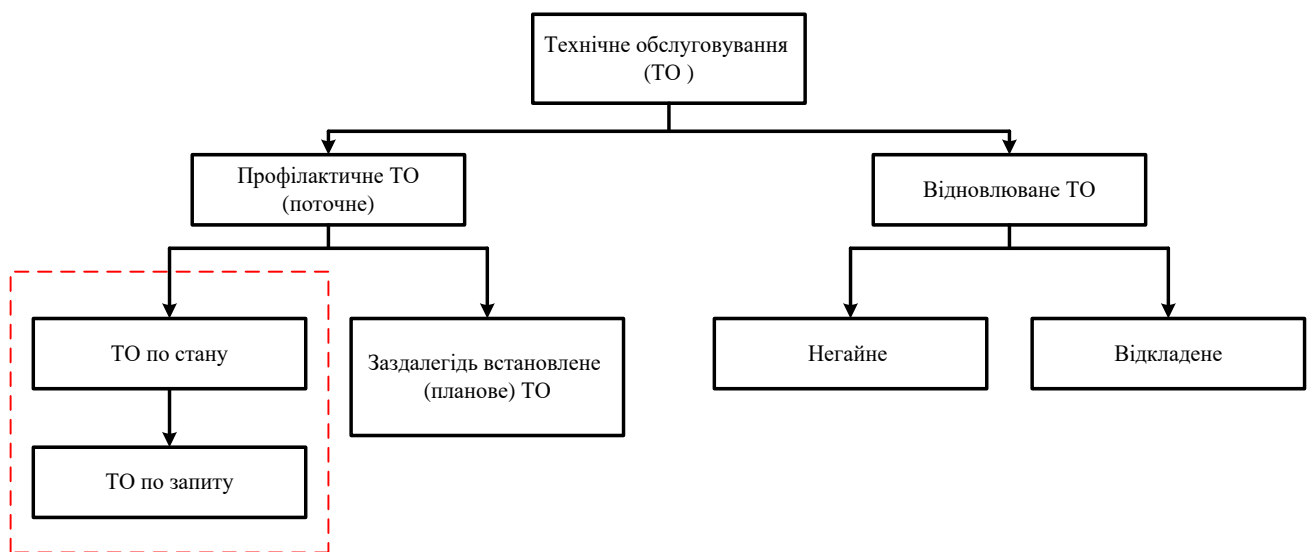 Технічне обслуговування
(ТО )
Профілактичне ТО
(поточне)
Відновлюване ТО
ТО по стану
Заздалегідь встановлене
(планове) ТО
Негайне
Відкладене
ТО по запиту